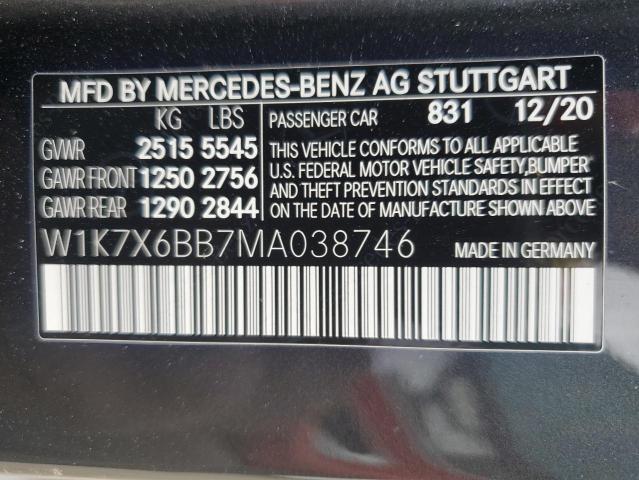 MFD BY MERCEDES-BENZ AG STUTTGART
KG LBS
GVWR 2515 5545
GAWR FRONT 1250 2756
GAWR REAR 1290 2844
PASSENGER CAR 831 12/20
THIS VEHICLE CONFORMS TO ALL APPLICABLE
U.S. FEDERAL MOTOR VEHICLE SAFETY, BUMPER
AND THEFT PREVENTION STANDARDS IN EFFECT
ON THE DATE OF MANUFACTURE SHOWN ABOVE
W1K7X6BB7MA038746 MADE IN GERMANY